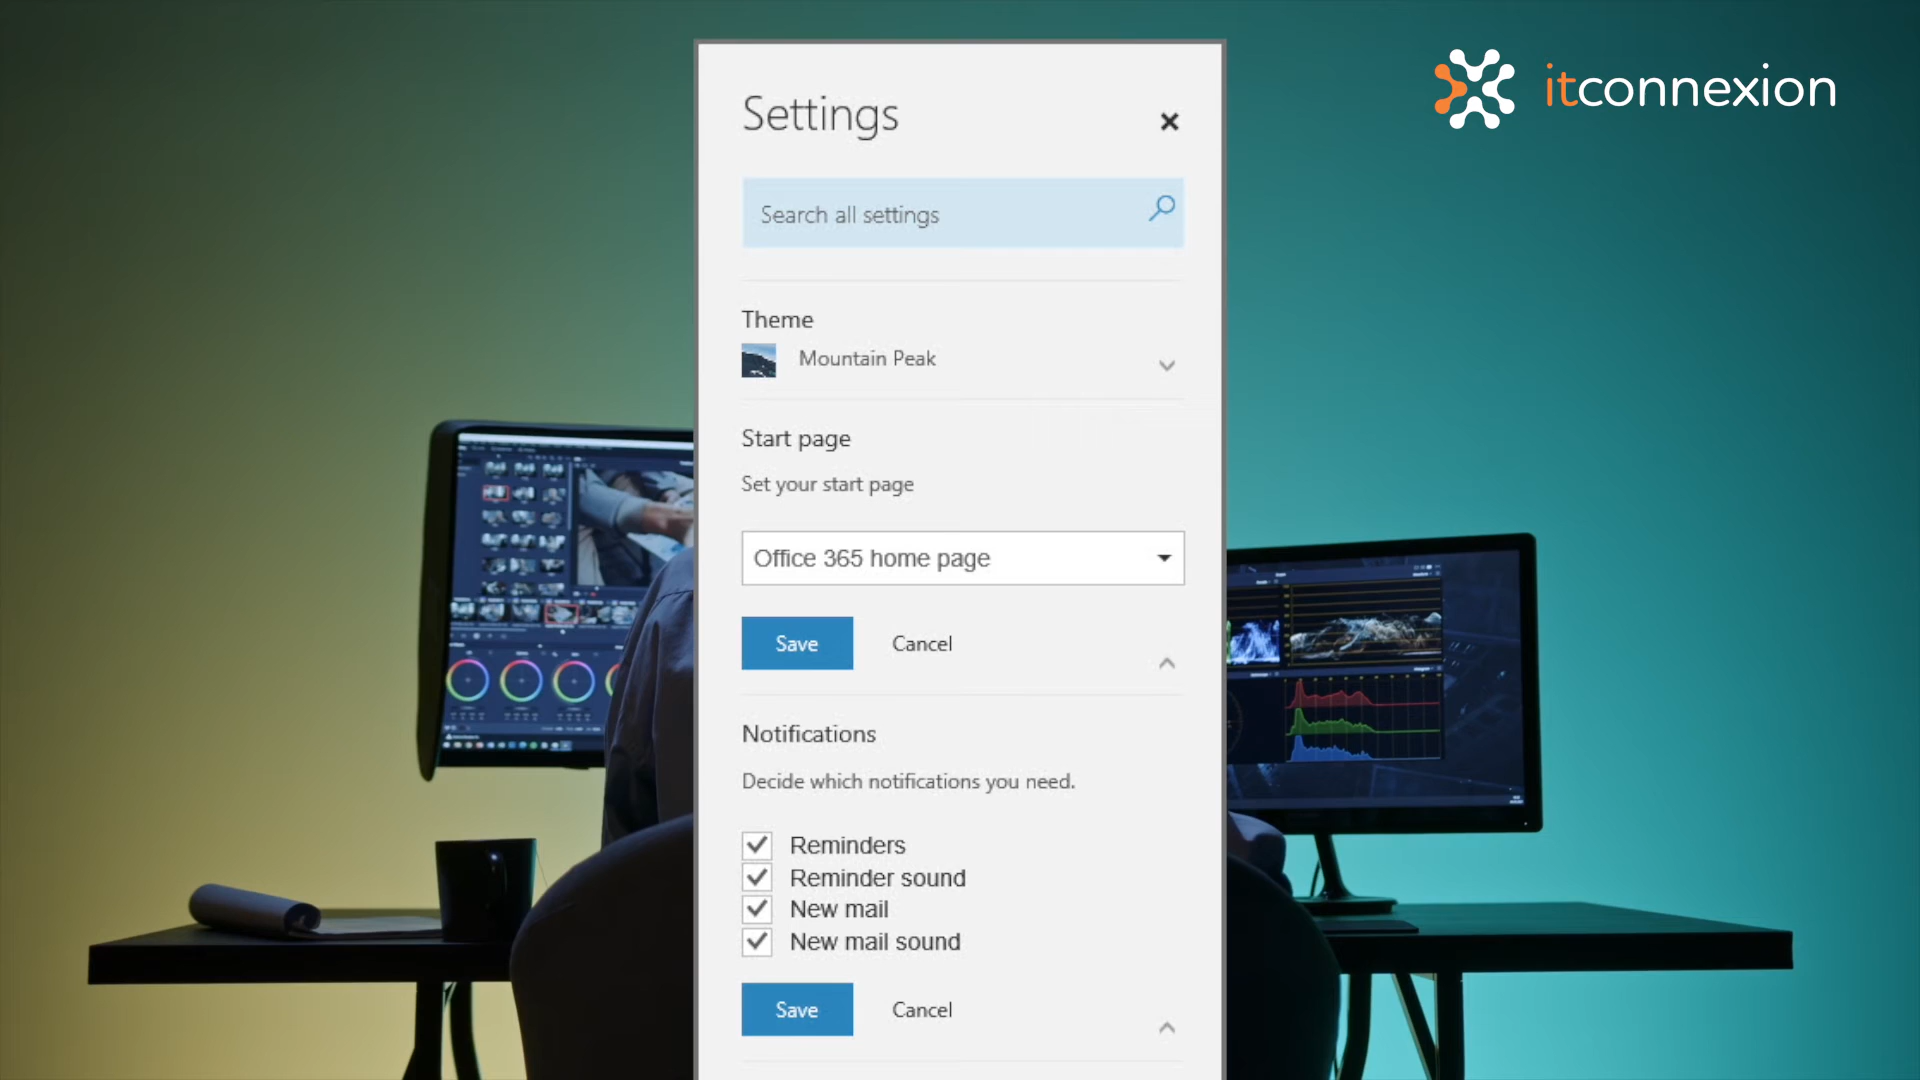 itconnexion
Settings
Search all settings
Theme
Mountain Peak
Start page
Set your start page
Office 365 home page
Save Cancel
Notifications
Decide which notifications you need.
Reminders
Reminder sound
New mail
New mail sound
Save Cancel